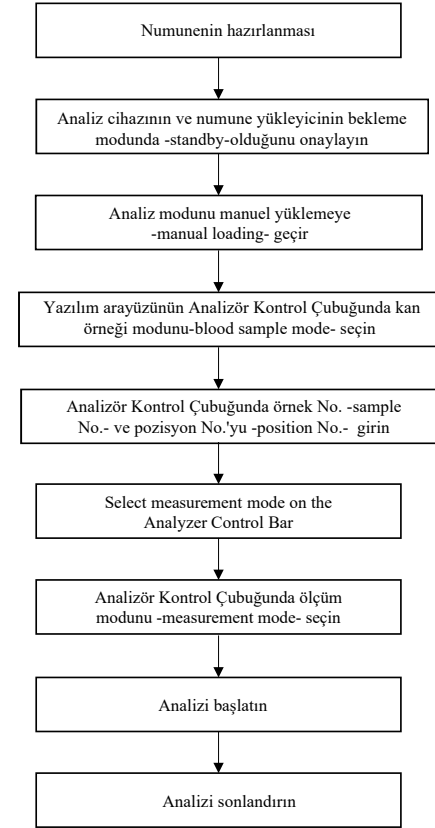 Numunenin hazırlanması
Analiz cihazının ve numune yükleyicinin bekleme
modunda -standby-olduğunu onaylayın
Analiz modunu manuel yüklemeye
-manual loading- geçir
Yazılım arayüzünün Analizör Kontrol Çubuğunda kan
örneği modunu-blood sample mode- seçin
Analizör Kontrol Çubuğunda örnek No. -sample
No.- ve pozisyon No.'yu -position No.- girin
Select measurement mode on the
Analyzer Control Bar
Analizör Kontrol Çubuğunda ölçüm
modunu -measurement mode- seçin
Analizi başlatın
Analizi sonlandırın